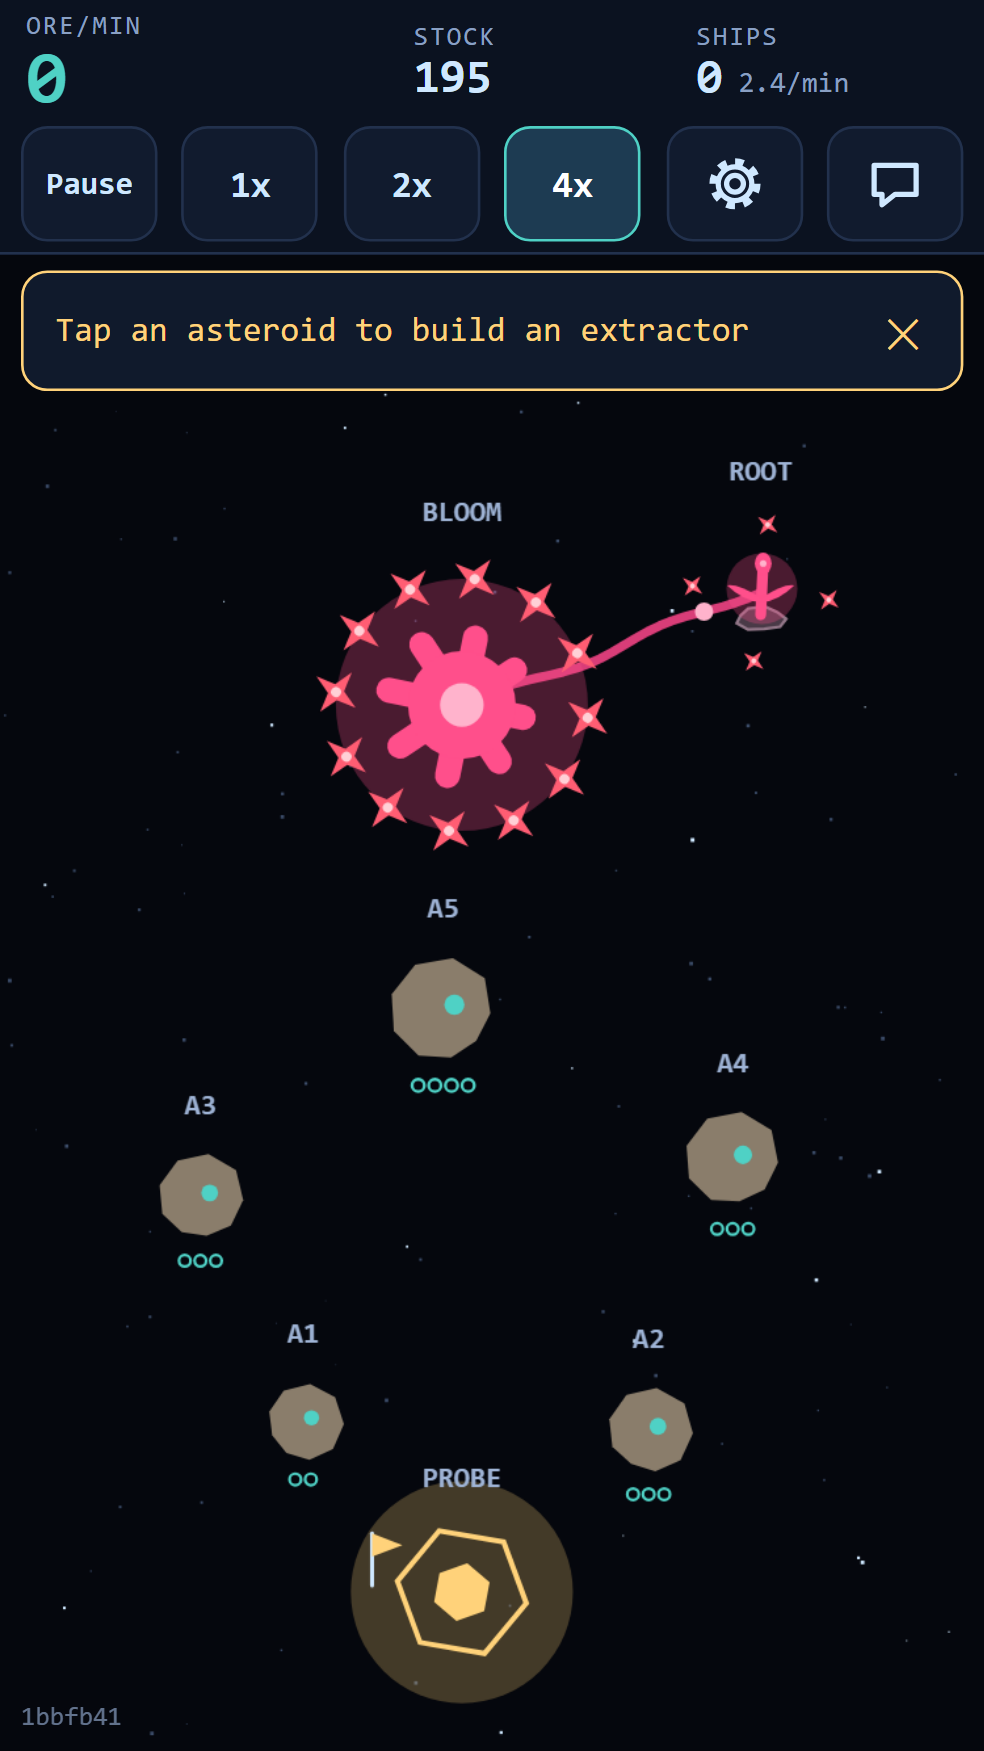 ORE/MIN
0
STOCK
195
SHIPS
0 2.4/min
Pause
1x
2x
4x
Tap an asteroid to build an extractor
ROOT
BLOOM
A5
A4
A3
A1
A2
PROBE
1bbfb41